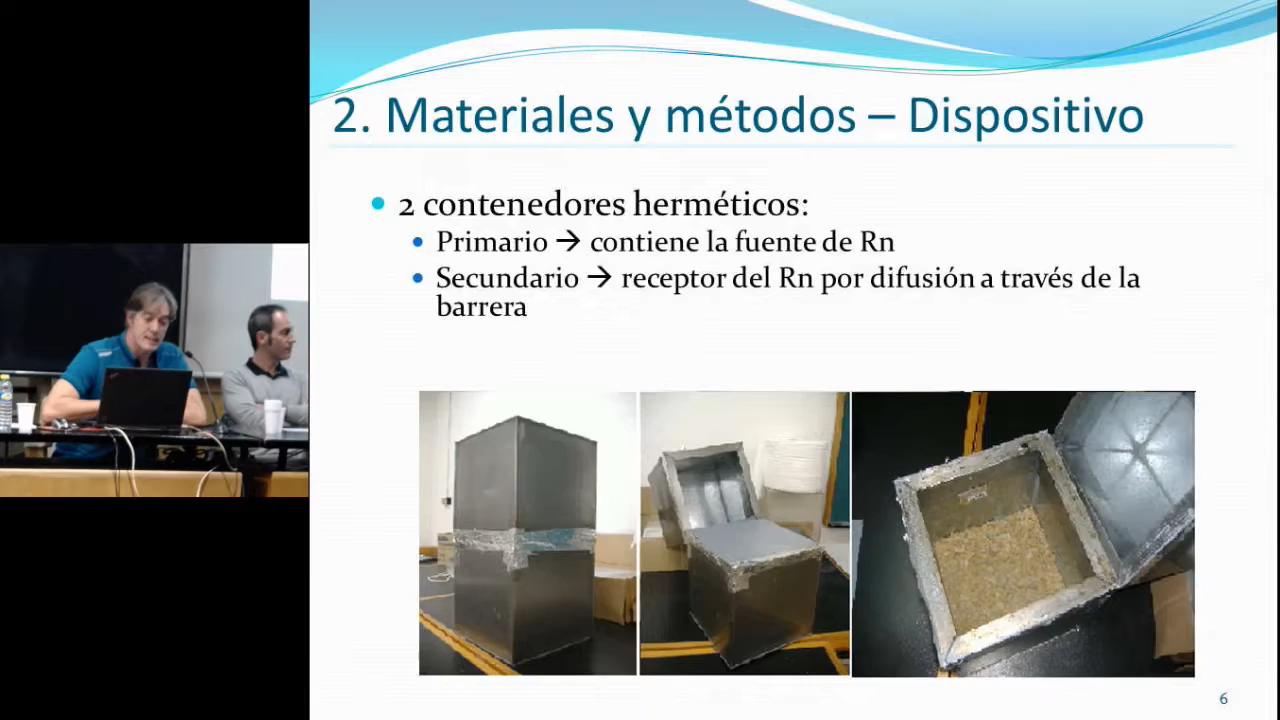 2. Materiales y métodos – Dispositivo
2 contenedores herméticos:
Primario → contiene la fuente de Rn
Secundario → receptor del Rn por difusión a través de la
barrera
6